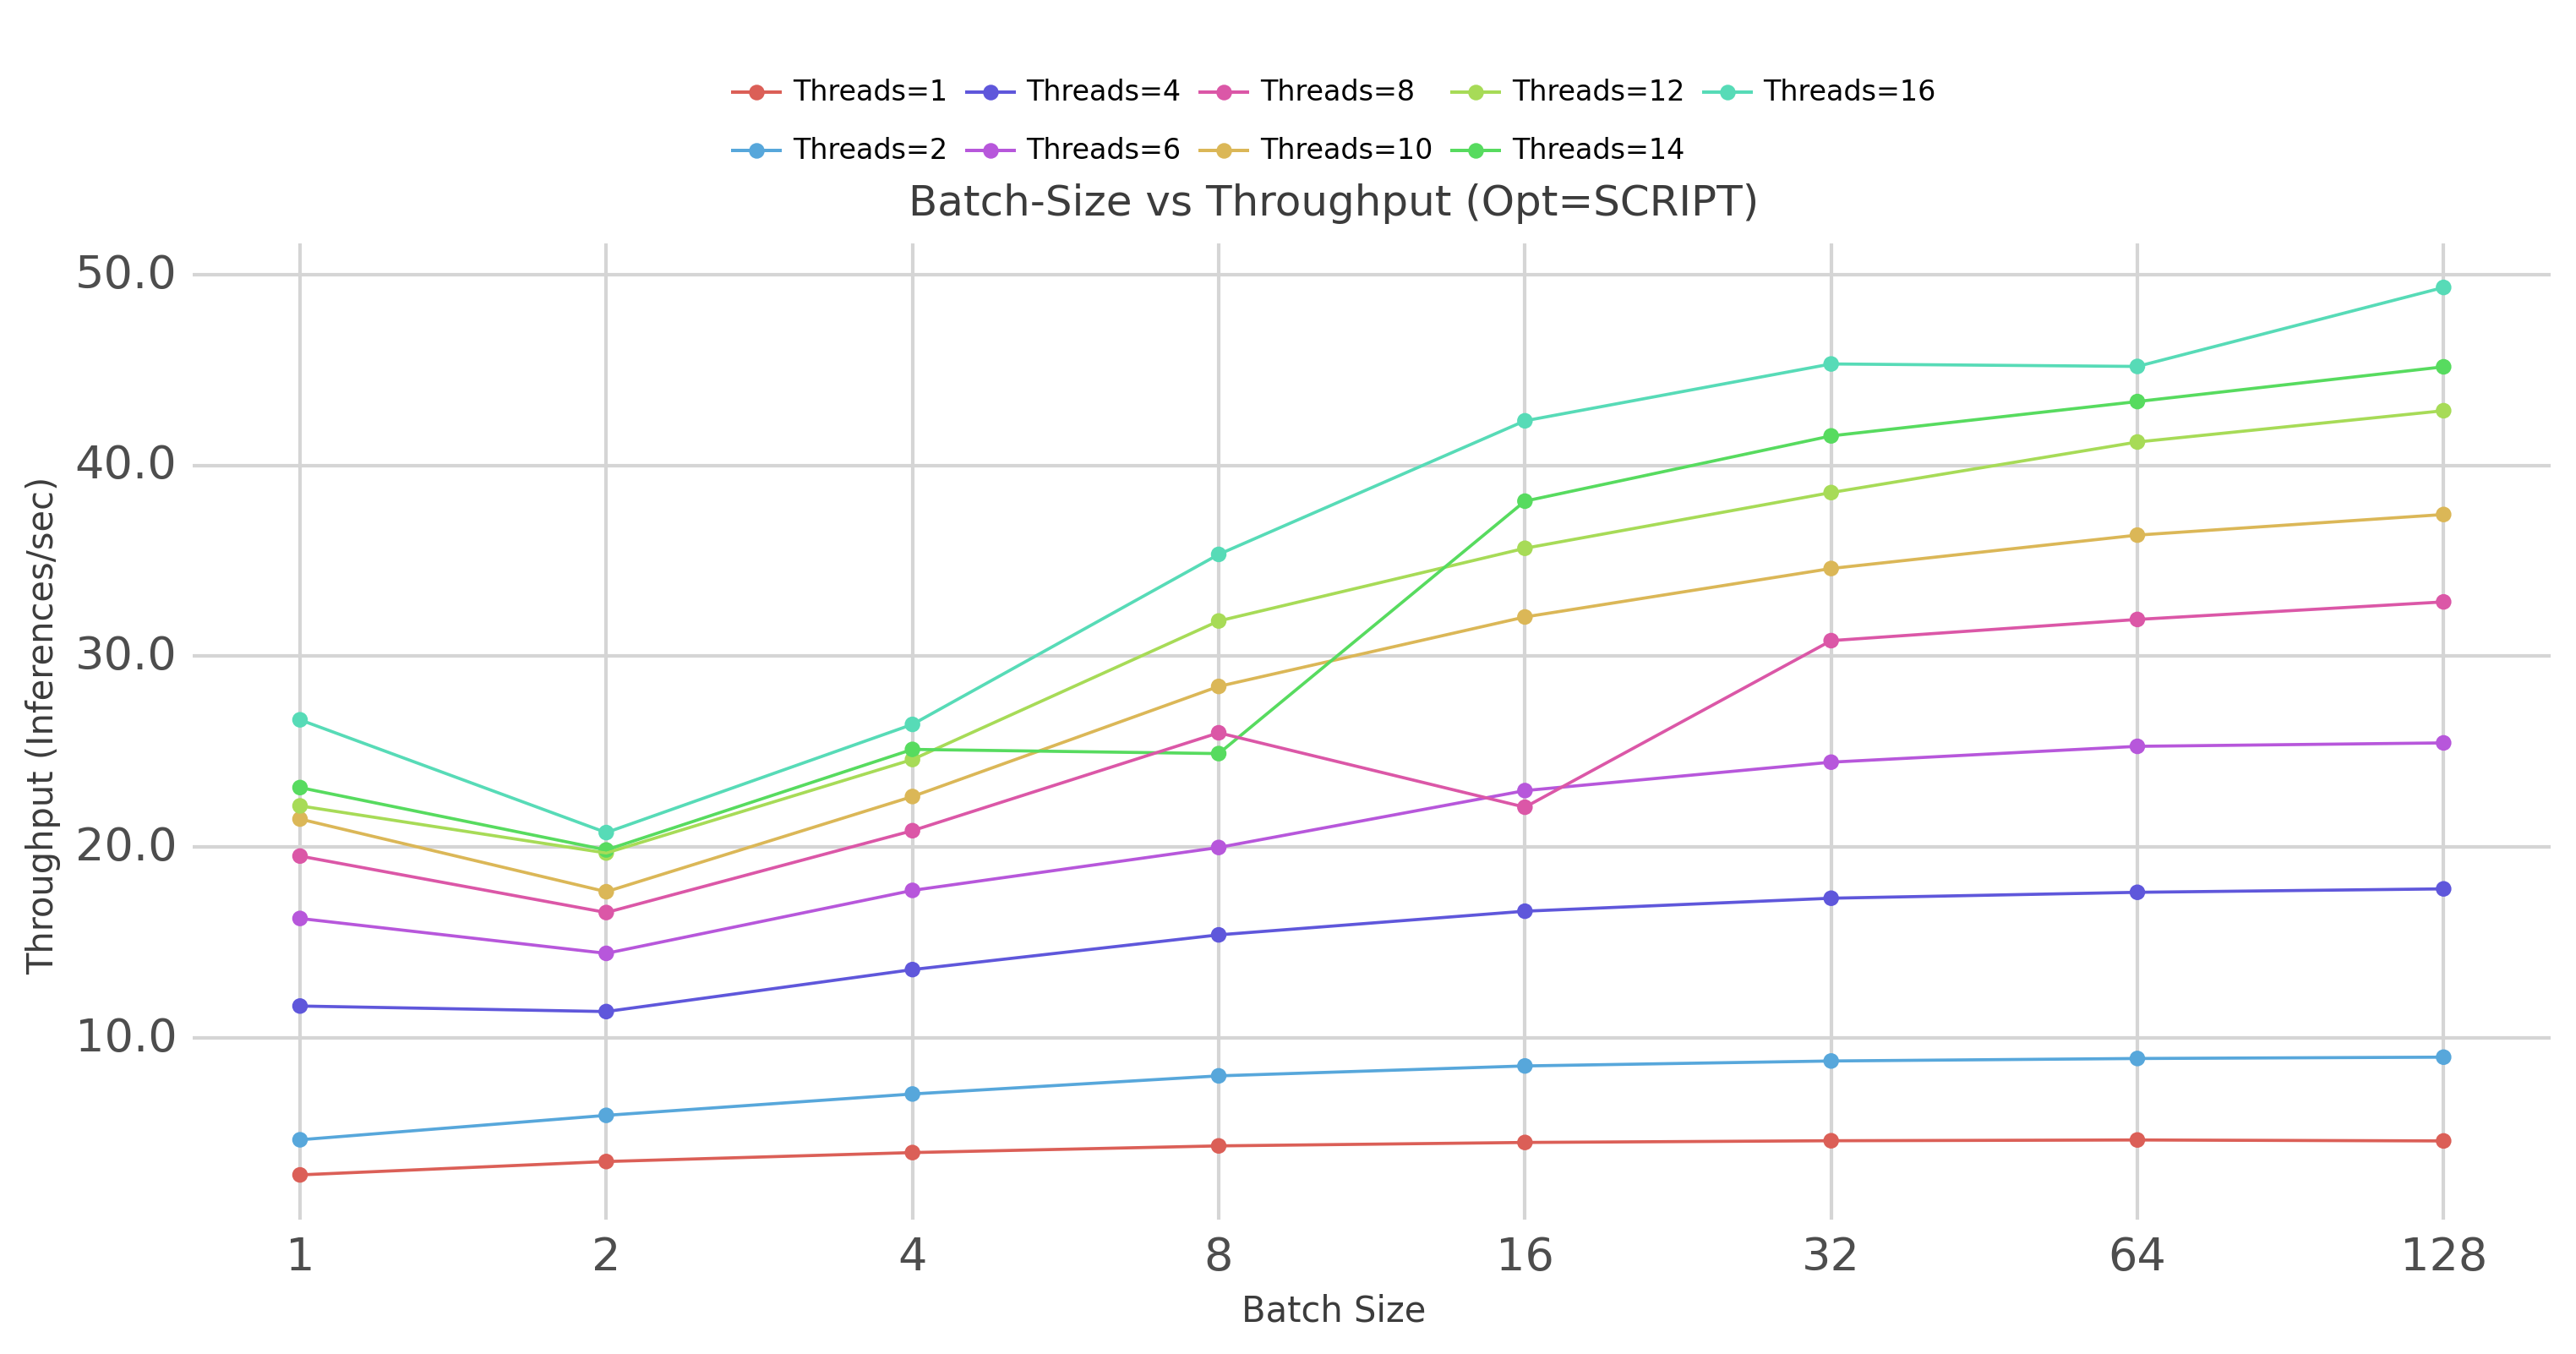 Threads=1 Threads=4 Threads=8 Threads=12 Threads=16
Threads=2 Threads=6 Threads=10 Threads=14
Batch-Size vs Throughput (Opt=SCRIPT)
50.0
40.0
30.0
20.0
10.0
Throughput (Inferences/sec)
1 2 4 8 16 32 64 128
Batch Size